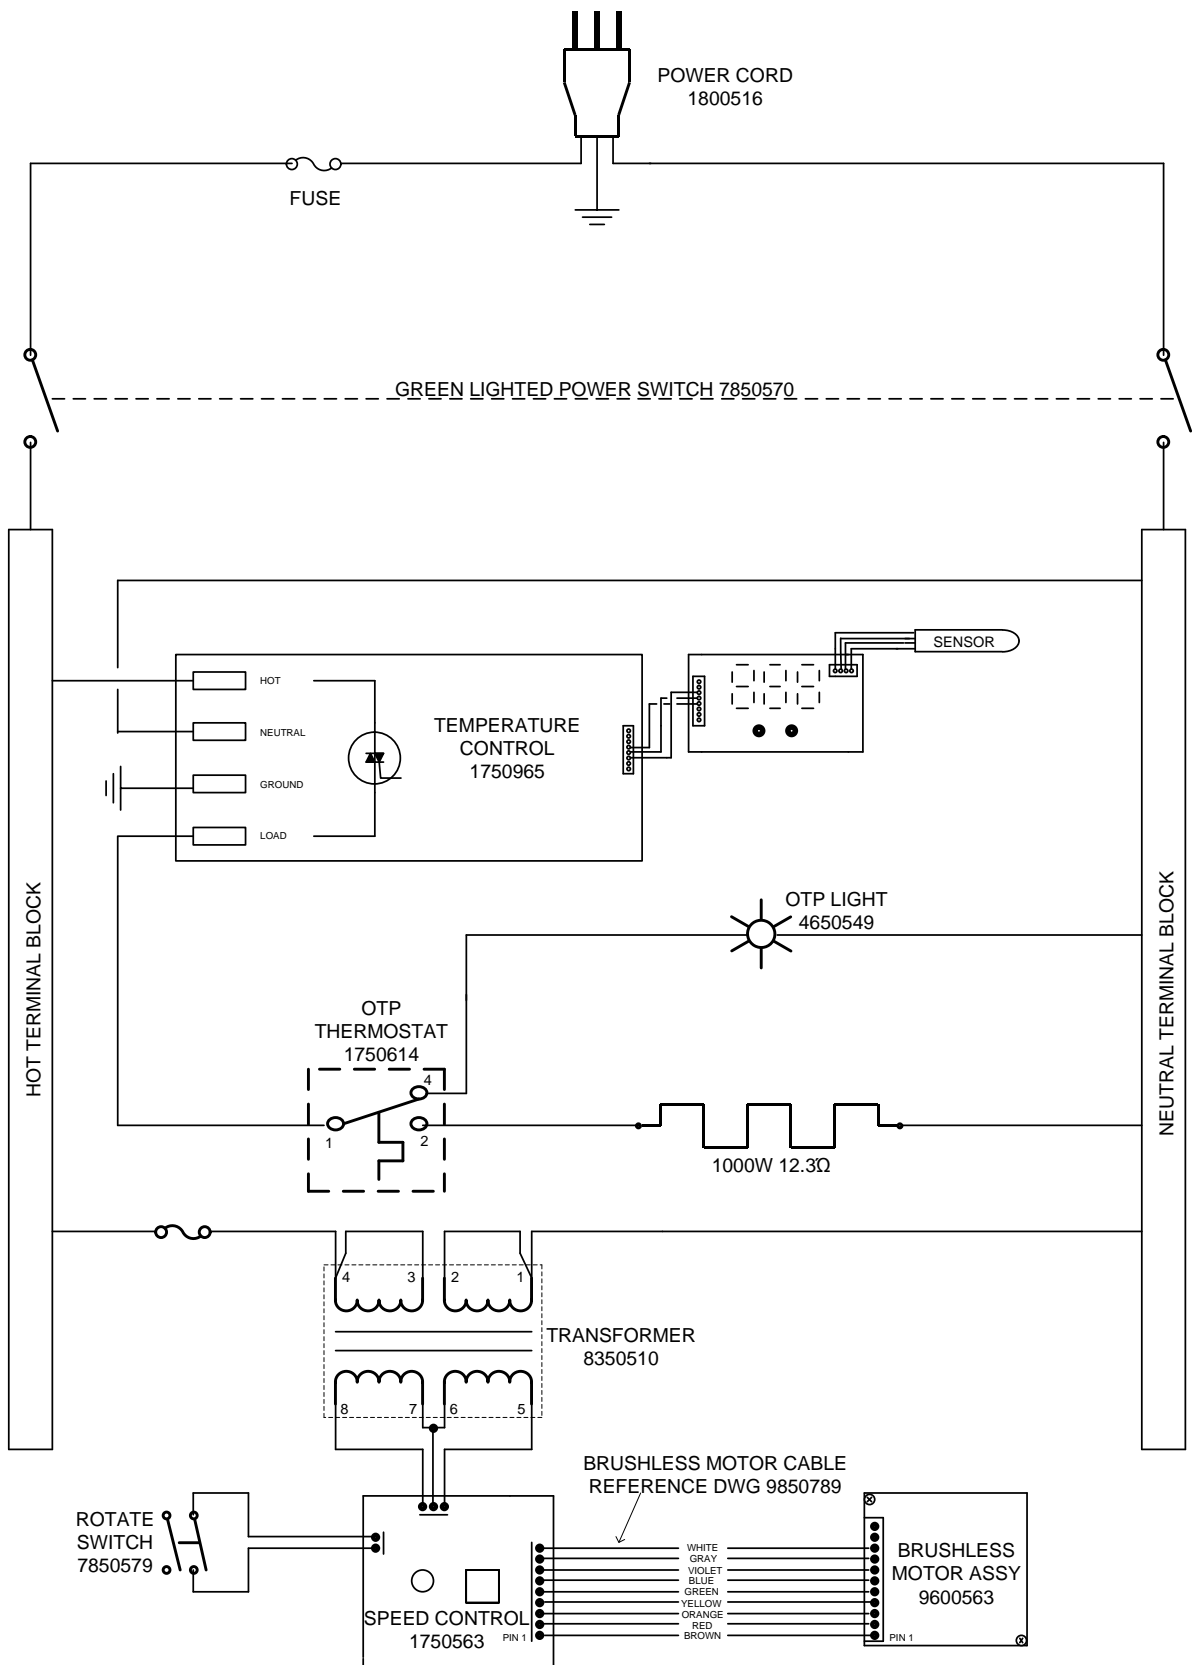 POWER CORD
1800516
FUSE
GREEN LIGHTED POWER SWITCH 7850570
SENSOR
HOT
NEUTRAL
GROUND
LOAD
TEMPERATURE
CONTROL
1750965
HOT TERMINAL BLOCK
NEUTRAL TERMINAL BLOCK
OTP LIGHT
4650549
OTP
THERMOSTAT
1750614
4
1
2
1000W 12.3Ω
4
3
2
1
TRANSFORMER
8350510
8
7
6
5
BRUSHLESS MOTOR CABLE
REFERENCE DWG 9850789
ROTATE
SWITCH
7850579
SPEED CONTROL
1750563
PIN 1
WHITE
GRAY
VIOLET
BLUE
GREEN
YELLOW
ORANGE
RED
BROWN
BRUSHLESS
MOTOR ASSY
9600563
PIN 1